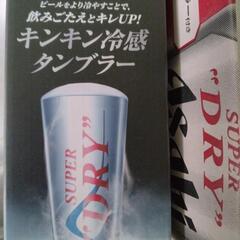 ビールをより冷やすことで、
飲みごたえとキレUP!
キンキン冷感
タンブラー
SUPER
"DRY"
SUPER
"DRY"
Asahi